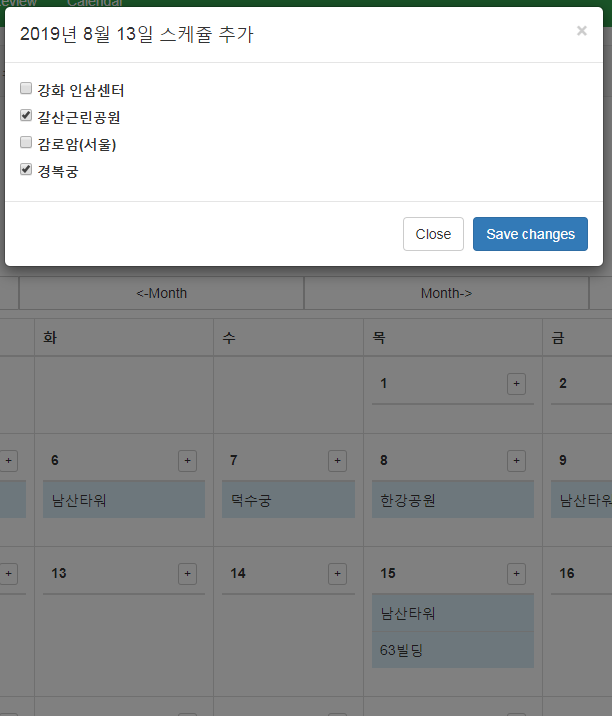 Calendar
2019년 8월 13일 스케쥴 추가 ×
강화 인삼센터
갈산근린공원
감로암(서울)
경복궁
Close Save changes
<-Month Month->
화 수 목 금
1 + 2
+ 6 + 7 + 8 + 9
남산타워 덕수궁 한강공원 남산타워
+ 13 + 14 + 15 + 16
남산타워
63빌딩